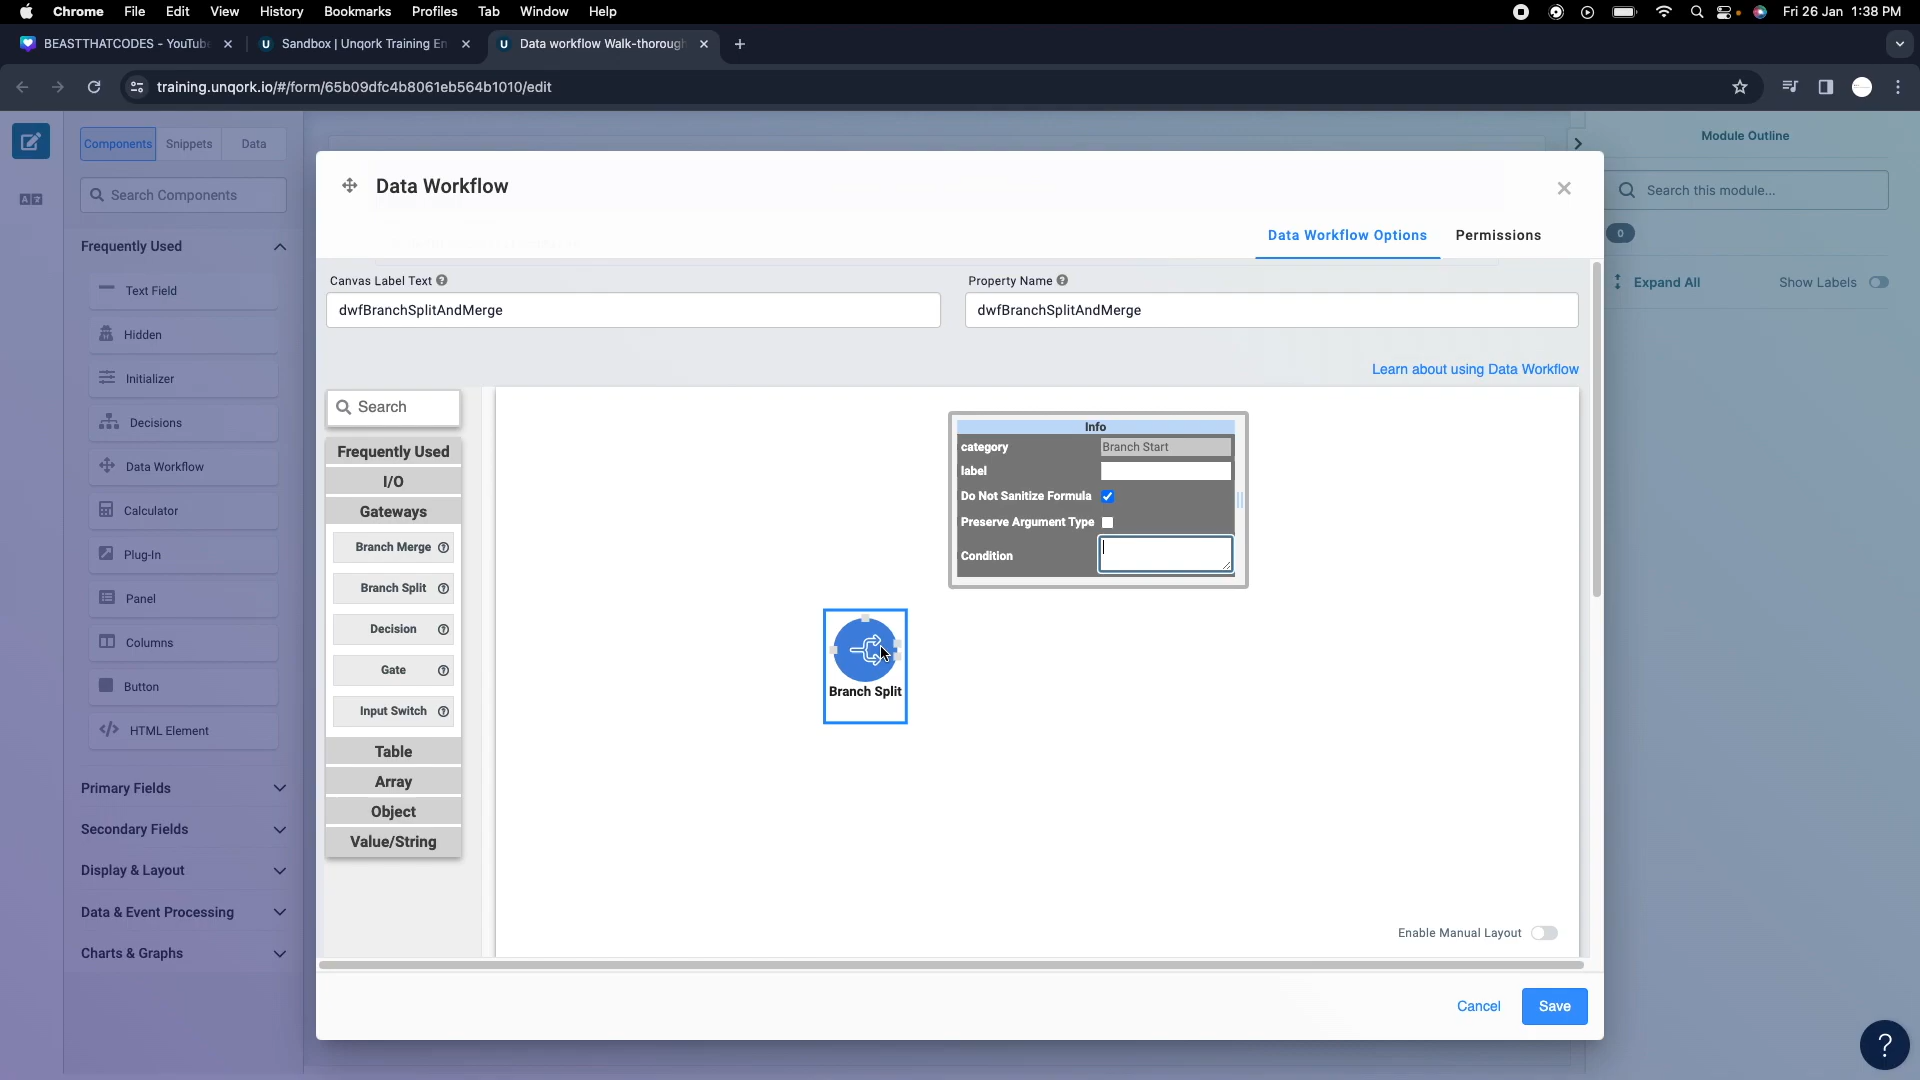 Chrome File Edit View History Bookmarks Profiles Tab Window Help Fri 26 Jan 1:38 PM
BEASTTHATCODES - YouTube Sandbox | Unqork Training En Data workflow Walk-thorough
training.unqork.io/#/form/65b09dfc4b8061eb564b1010/edit
Components Snippets Data
Search Components
Frequently Used
Text Field
Hidden
Initializer
Decisions
Data Workflow
Calculator
Plug-In
Panel
Columns
Button
HTML Element
Primary Fields
Secondary Fields
Display & Layout
Data & Event Processing
Charts & Graphs
Data Workflow
Data Workflow Options Permissions
Canvas Label Text Property Name
dwfBranchSplitAndMerge dwfBranchSplitAndMerge
Learn about using Data Workflow
Search
Frequently Used
I/O
Gateways
Branch Merge
Branch Split
Decision
Gate
Input Switch
Table
Array
Object
Value/String
Info
category Branch Start
label
Do Not Sanitize Formula
Preserve Argument Type
Condition
Branch Split
Enable Manual Layout
Cancel Save
Module Outline
Search this module...
0
Expand All Show Labels
?